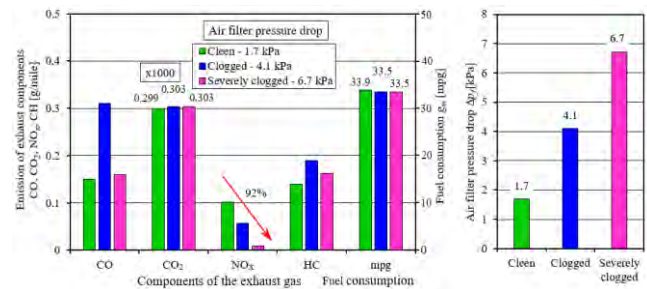 Air filter pressure drop
Cleen - 1.7 kPa
Clogged - 4.1 kPa
Severely clogged - 6.7 kPa
x1000
Emission of exhaust components
CO, CO₂, NOₓ, CH [g/mile]
0.5
0.4
0.3
0.2
0.1
0
0.299
0.303
0.303
92%
33.9
33.5
33.5
50
40
30
20
10
0
Fuel consumption gₘ [mpg]
CO
CO₂
NOₓ
HC
mpg
Components of the exhaust gas
Fuel consumption
Air filter pressure drop Δp𝑓[kPa]
8
7
6
5
4
3
2
1
0
1.7
4.1
6.7
Cleen
Clogged
Severely
clogged